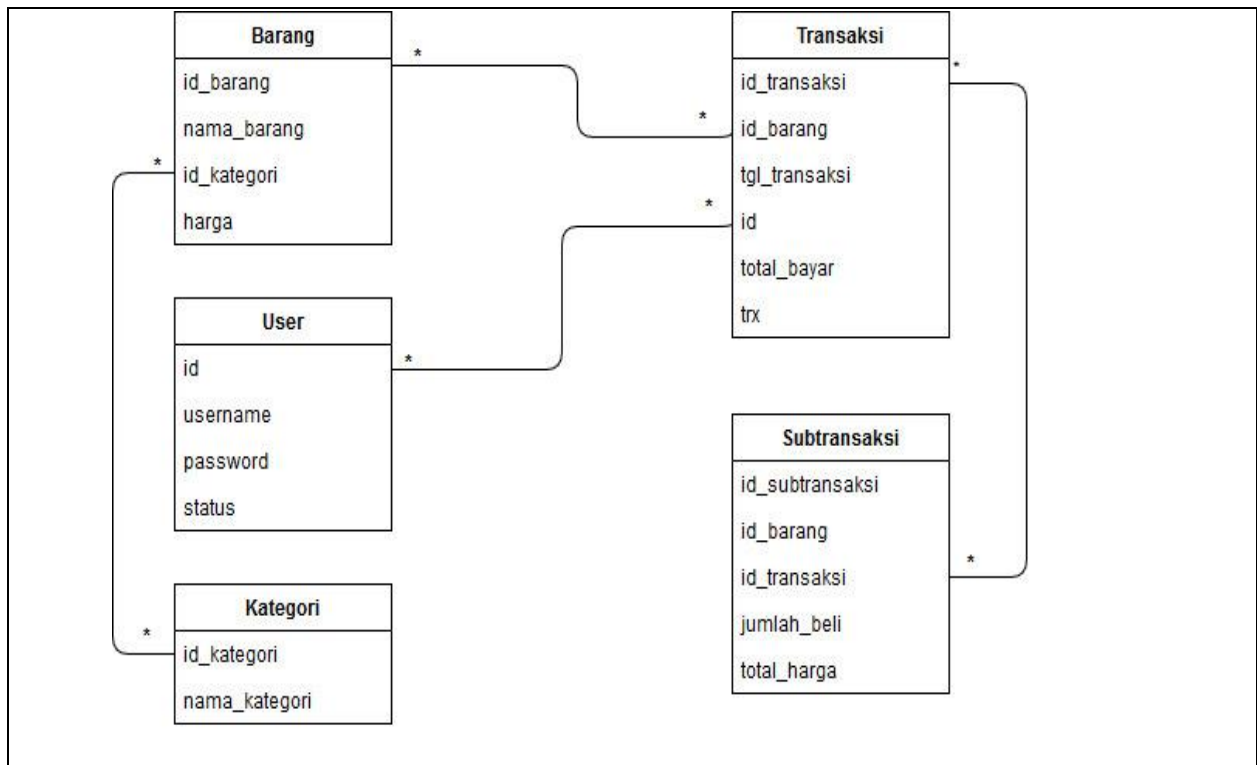 Barang
id_barang
nama_barang
id_kategori
harga
*
*
Transaksi
id_transaksi
id_barang
tgl_transaksi
id
total_bayar
trx
*
*
*
User
id
username
password
status
*
Kategori
id_kategori
nama_kategori
*
Subtransaksi
id_subtransaksi
id_barang
id_transaksi
jumlah_beli
total_harga
*